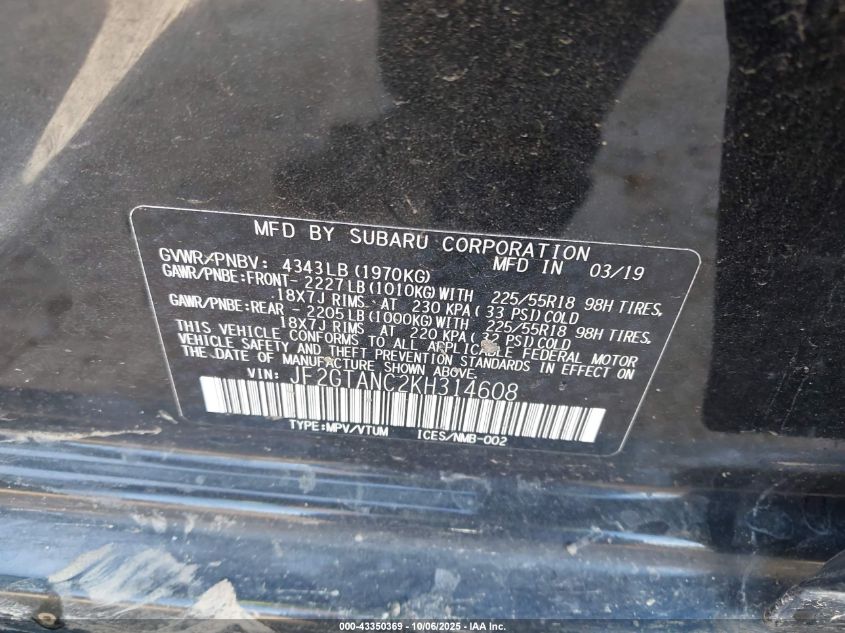 MFD BY SUBARU CORPORATION
GVWR/PNBV: 4343LB (1970KG) MFD IN 03/19
GAWR/PNBE:FRONT- 2227LB (1010KG) WITH 225/55R18 98H TIRES,
18X7J RIMS. AT 230 KPA ( 33 PSI) COLD
GAWR/PNBE:REAR - 2205LB (1000KG) WITH 225/55R18 98H TIRES,
18X7J RIMS AT 220 KPA ( 32 PSI) COLD
THIS VEHICLE CONFORMS TO ALL APPLICABLE FEDERAL MOTOR
VEHICLE SAFETY AND THEFT PREVENTION STANDARDS IN EFFECT ON
THE DATE OF MANUFACTURE SHOWN ABOVE.
VIN: JF2GTANC2KH314608
TYPE:MPV/VTUM ICES/NMB-002
000-43350369 - 10/06/2025 - IAA Inc.